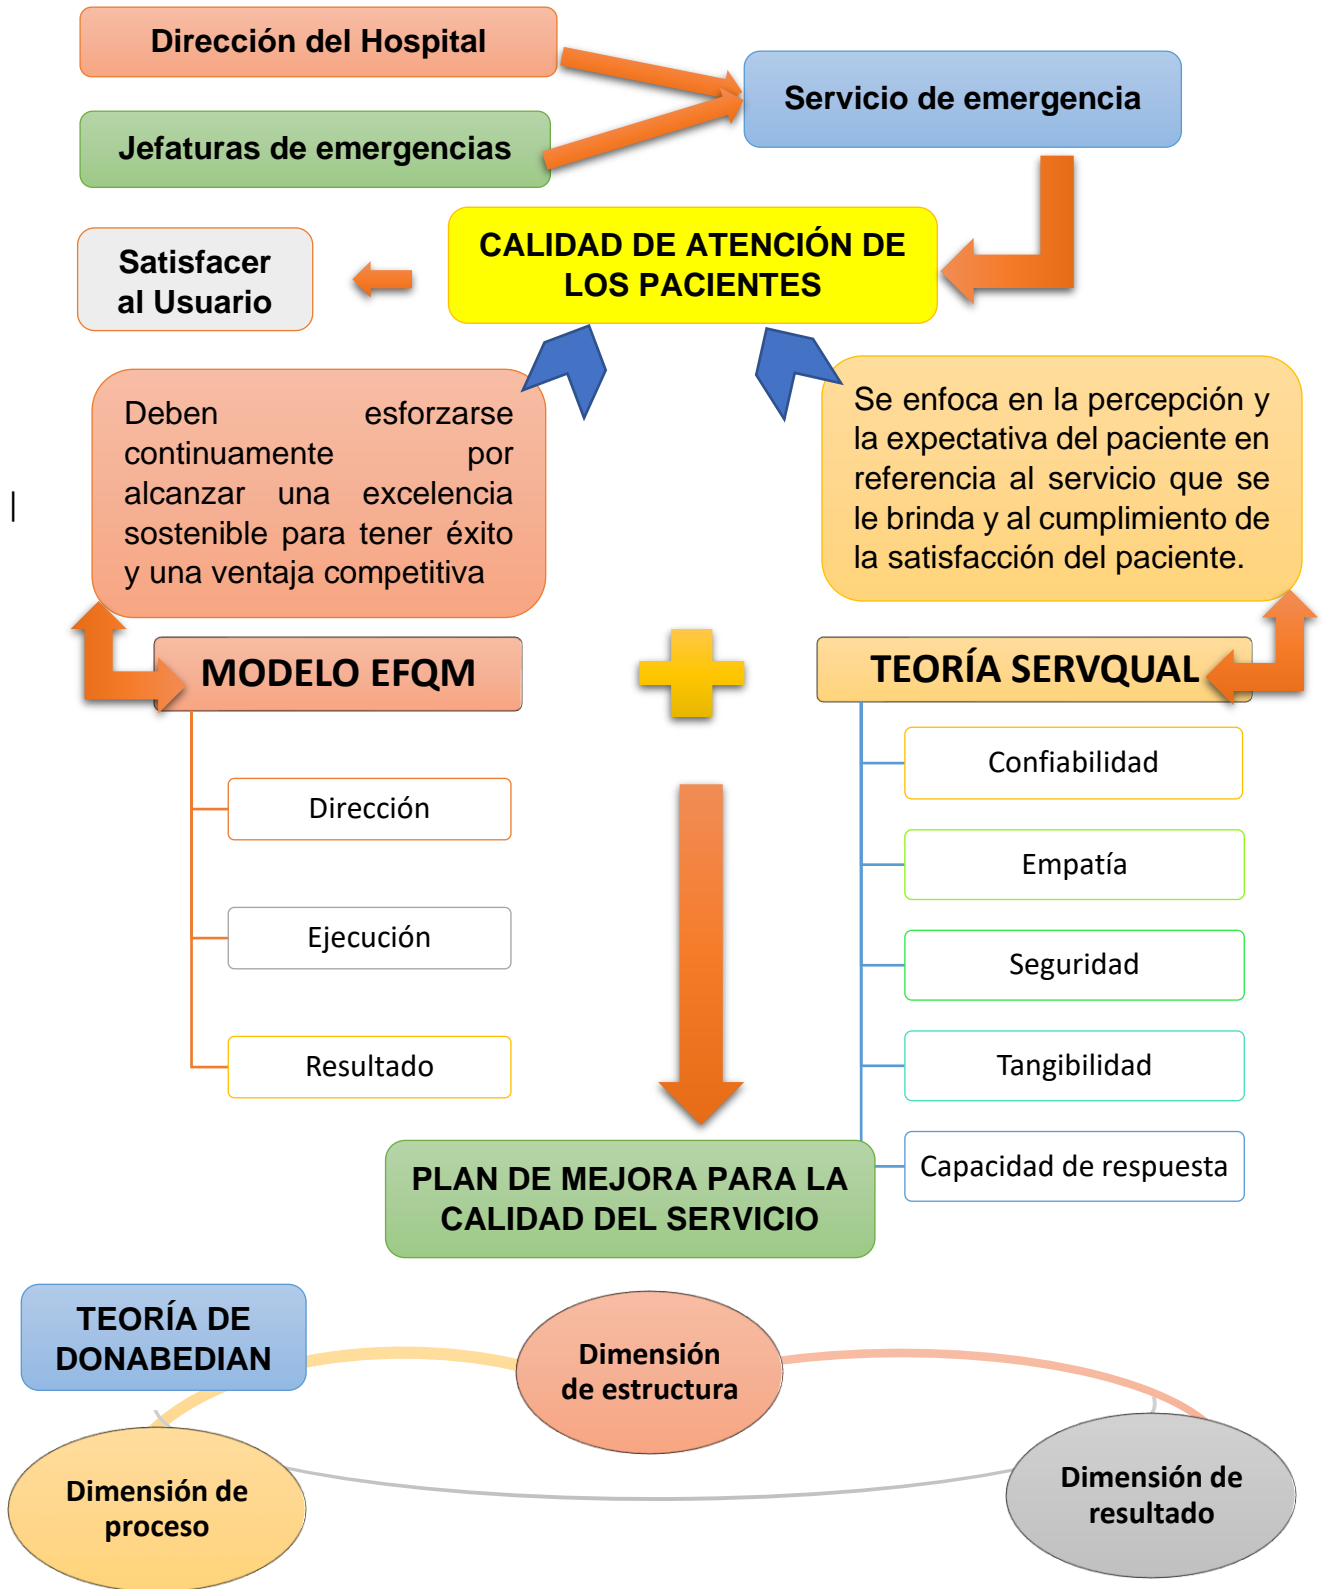 Dirección del Hospital
Servicio de emergencia
Jefaturas de emergencias
CALIDAD DE ATENCIÓN DE
LOS PACIENTES
Satisfacer
al Usuario
Deben esforzarse
continuamente por
alcanzar una excelencia
sostenible para tener éxito
y una ventaja competitiva
Se enfoca en la percepción y
la expectativa del paciente en
referencia al servicio que se
le brinda y al cumplimiento de
la satisfacción del paciente.
MODELO EFQM
Dirección
Ejecución
Resultado
TEORÍA SERVQUAL
Confiabilidad
Empatía
Seguridad
Tangibilidad
Capacidad de respuesta
PLAN DE MEJORA PARA LA
CALIDAD DEL SERVICIO
TEORÍA DE
DONABEDIAN
Dimensión
de estructura
Dimensión de
proceso
Dimensión de
resultado